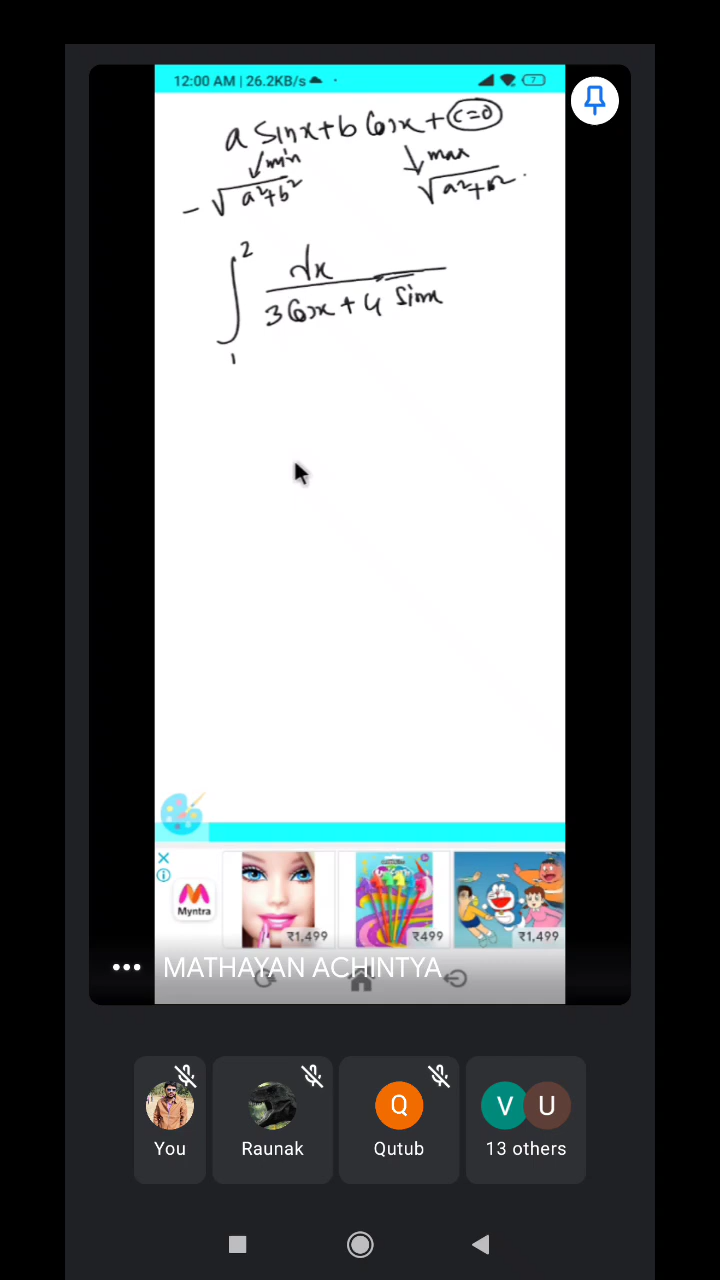 12:00 AM | 26.2KB/s
7
a Sinx + b Cosx + c=0
min
max
-√a²+b²
√a²+b².
∫ 2 dx
3 Cosx + 4 Sinx
1
Myntra
₹1,499
₹499
₹1,499
MATHAYAN ACHINTYA
Q
V
U
You
Raunak
Qutub
13 others